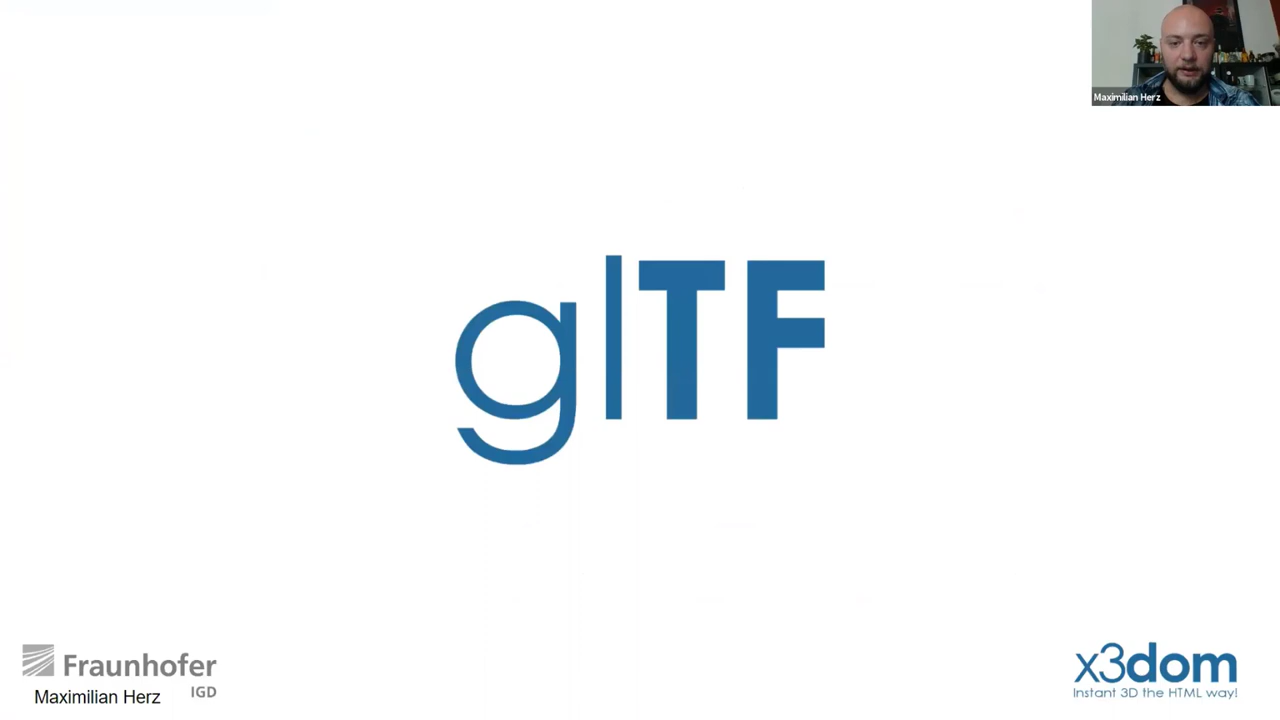 Maximilian Herz
glTF
Fraunhofer
IGD
Maximilian Herz
x3dom
Instant 3D the HTML way!